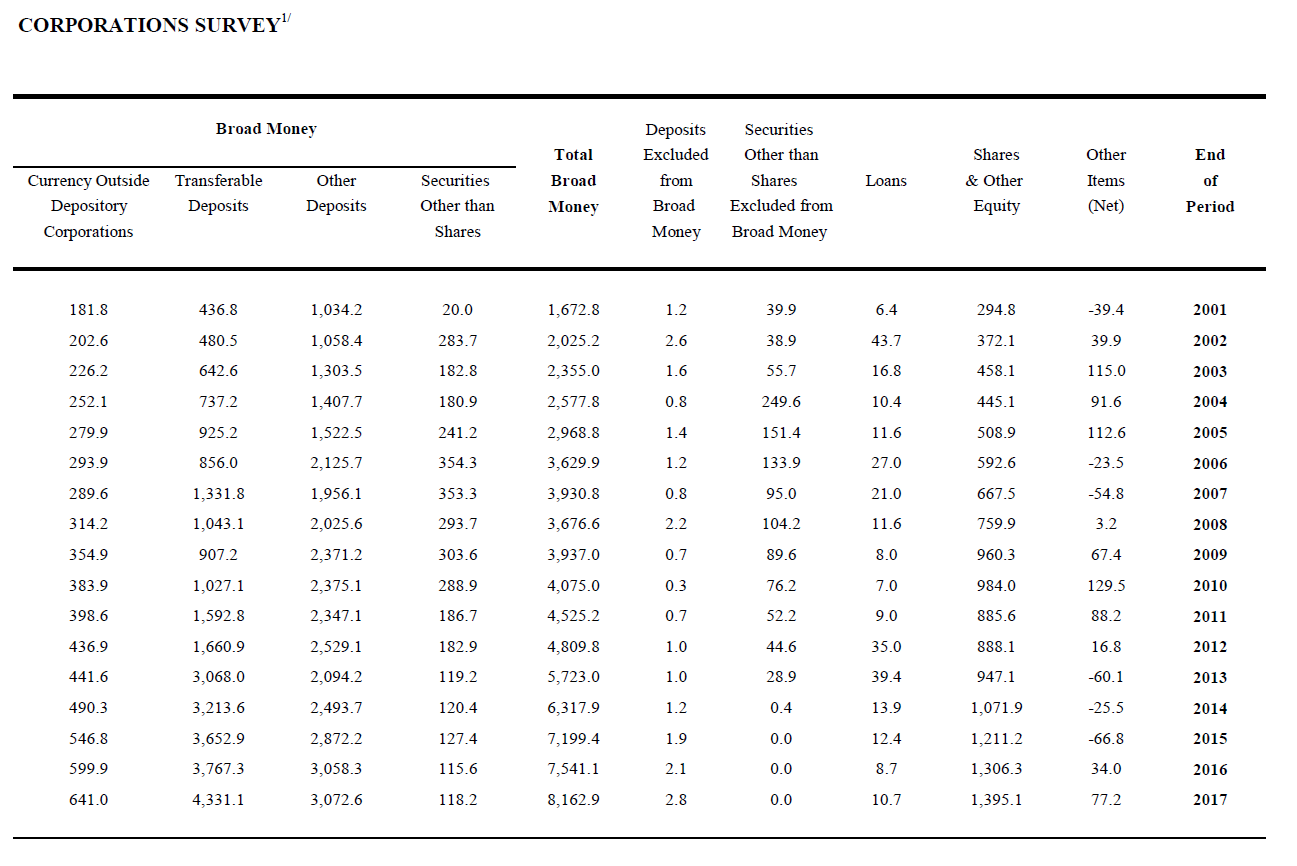 CORPORATIONS SURVEY1/
Broad Money
Total Broad Money
Deposits Excluded from Broad Money
Securities Other than Shares Excluded from Broad Money
Loans
Shares & Other Equity
Other Items (Net)
End of Period
Currency Outside Depository Corporations
Transferable Deposits
Other Deposits
Securities Other than Shares
181.8 436.8 1,034.2 20.0 1,672.8 1.2 39.9 6.4 294.8 -39.4 2001
202.6 480.5 1,058.4 283.7 2,025.2 2.6 38.9 43.7 372.1 39.9 2002
226.2 642.6 1,303.5 182.8 2,355.0 1.6 55.7 16.8 458.1 115.0 2003
252.1 737.2 1,407.7 180.9 2,577.8 0.8 249.6 10.4 445.1 91.6 2004
279.9 925.2 1,522.5 241.2 2,968.8 1.4 151.4 11.6 508.9 112.6 2005
293.9 856.0 2,125.7 354.3 3,629.9 1.2 133.9 27.0 592.6 -23.5 2006
289.6 1,331.8 1,956.1 353.3 3,930.8 0.8 95.0 21.0 667.5 -54.8 2007
314.2 1,043.1 2,025.6 293.7 3,676.6 2.2 104.2 11.6 759.9 3.2 2008
354.9 907.2 2,371.2 303.6 3,937.0 0.7 89.6 8.0 960.3 67.4 2009
383.9 1,027.1 2,375.1 288.9 4,075.0 0.3 76.2 7.0 984.0 129.5 2010
398.6 1,592.8 2,347.1 186.7 4,525.2 0.7 52.2 9.0 885.6 88.2 2011
436.9 1,660.9 2,529.1 182.9 4,809.8 1.0 44.6 35.0 888.1 16.8 2012
441.6 3,068.0 2,094.2 119.2 5,723.0 1.0 28.9 39.4 947.1 -60.1 2013
490.3 3,213.6 2,493.7 120.4 6,317.9 1.2 0.4 13.9 1,071.9 -25.5 2014
546.8 3,652.9 2,872.2 127.4 7,199.4 1.9 0.0 12.4 1,211.2 -66.8 2015
599.9 3,767.3 3,058.3 115.6 7,541.1 2.1 0.0 8.7 1,306.3 34.0 2016
641.0 4,331.1 3,072.6 118.2 8,162.9 2.8 0.0 10.7 1,395.1 77.2 2017